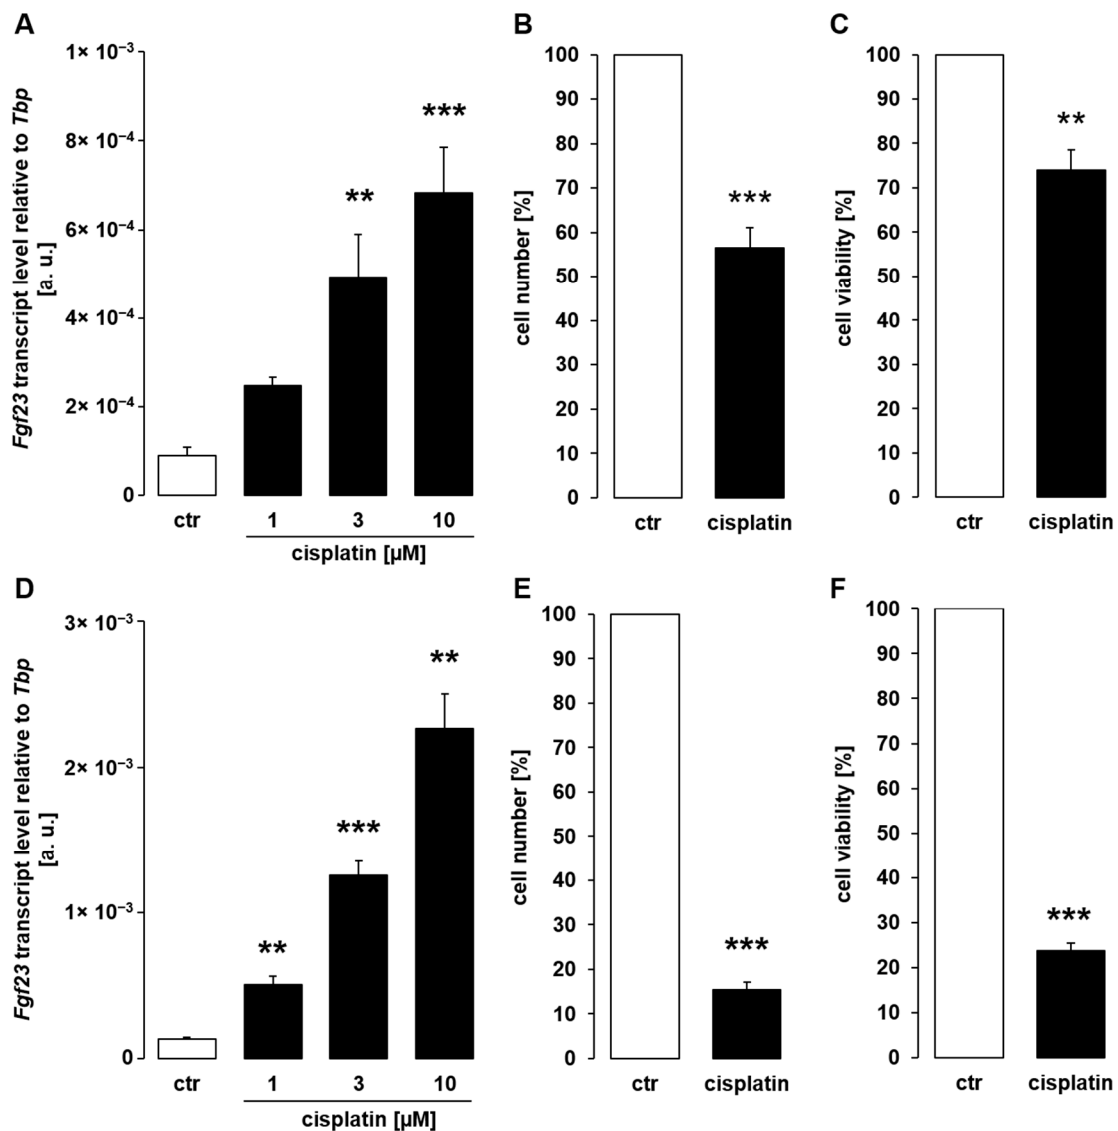 A
Fgf23 transcript level relative to Tbp
[a. u.]
1× 10⁻³
8× 10⁻⁴
6× 10⁻⁴
4× 10⁻⁴
2× 10⁻⁴
0
**
***
ctr
1
3
10
cisplatin [µM]
B
cell number [%]
100
90
80
70
60
50
40
30
20
10
0
***
ctr
cisplatin
C
cell viability [%]
100
90
80
70
60
50
40
30
20
10
0
**
ctr
cisplatin
D
Fgf23 transcript level relative to Tbp
[a. u.]
3× 10⁻³
2× 10⁻³
1× 10⁻³
0
**
***
**
ctr
1
3
10
cisplatin [µM]
E
cell number [%]
100
90
80
70
60
50
40
30
20
10
0
***
ctr
cisplatin
F
cell viability [%]
100
90
80
70
60
50
40
30
20
10
0
***
ctr
cisplatin